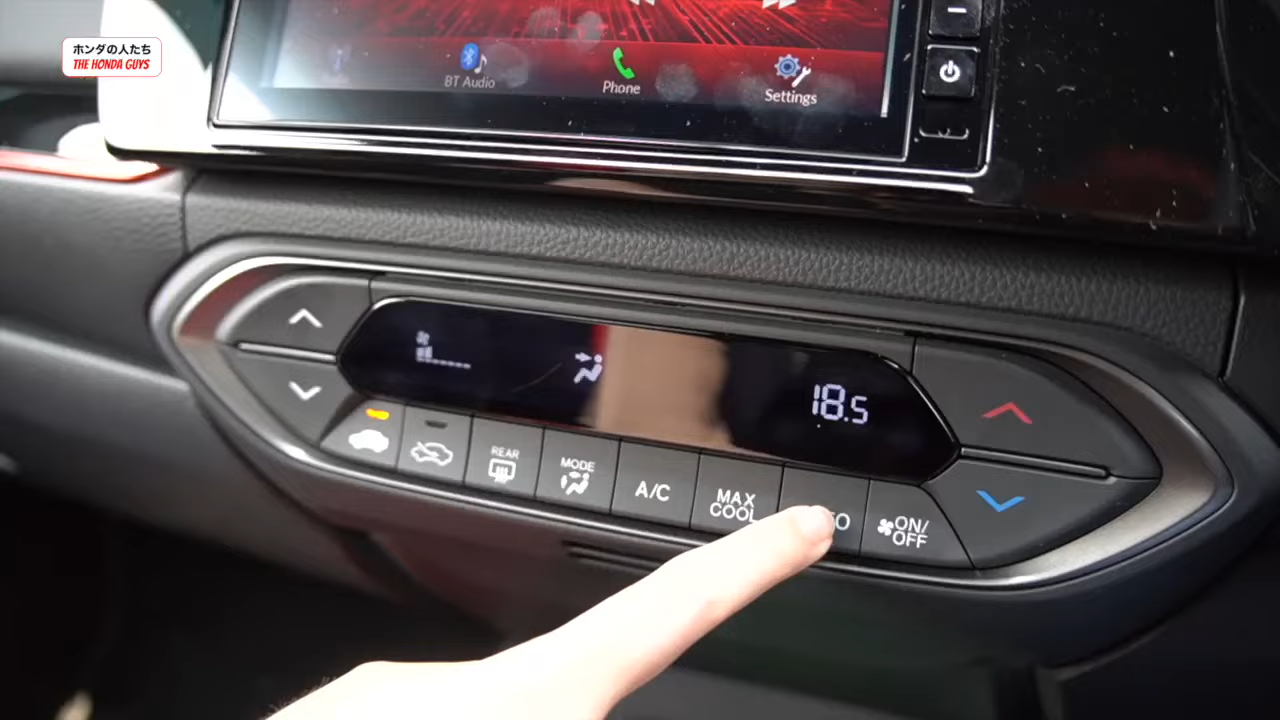 ホンダの人たち
THE HONDA GUYS
BT Audio
Phone
Settings
18.5
REAR
MODE
A/C
MAX
COOL
ON/
OFF